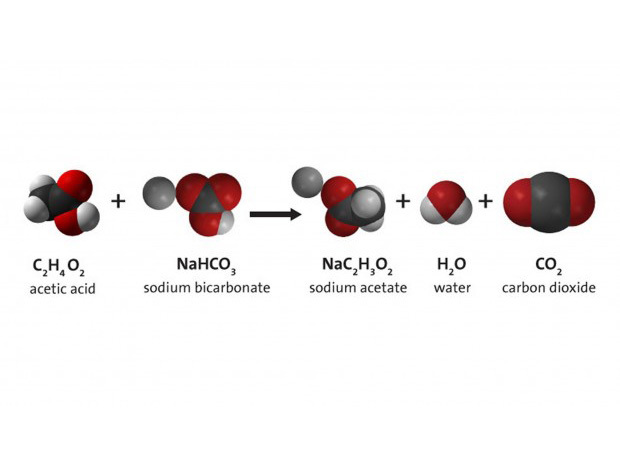 + + +
C₂H₄O₂ NaHCO₃ NaC₂H₃O₂ H₂O CO₂
acetic acid sodium bicarbonate sodium acetate water carbon dioxide